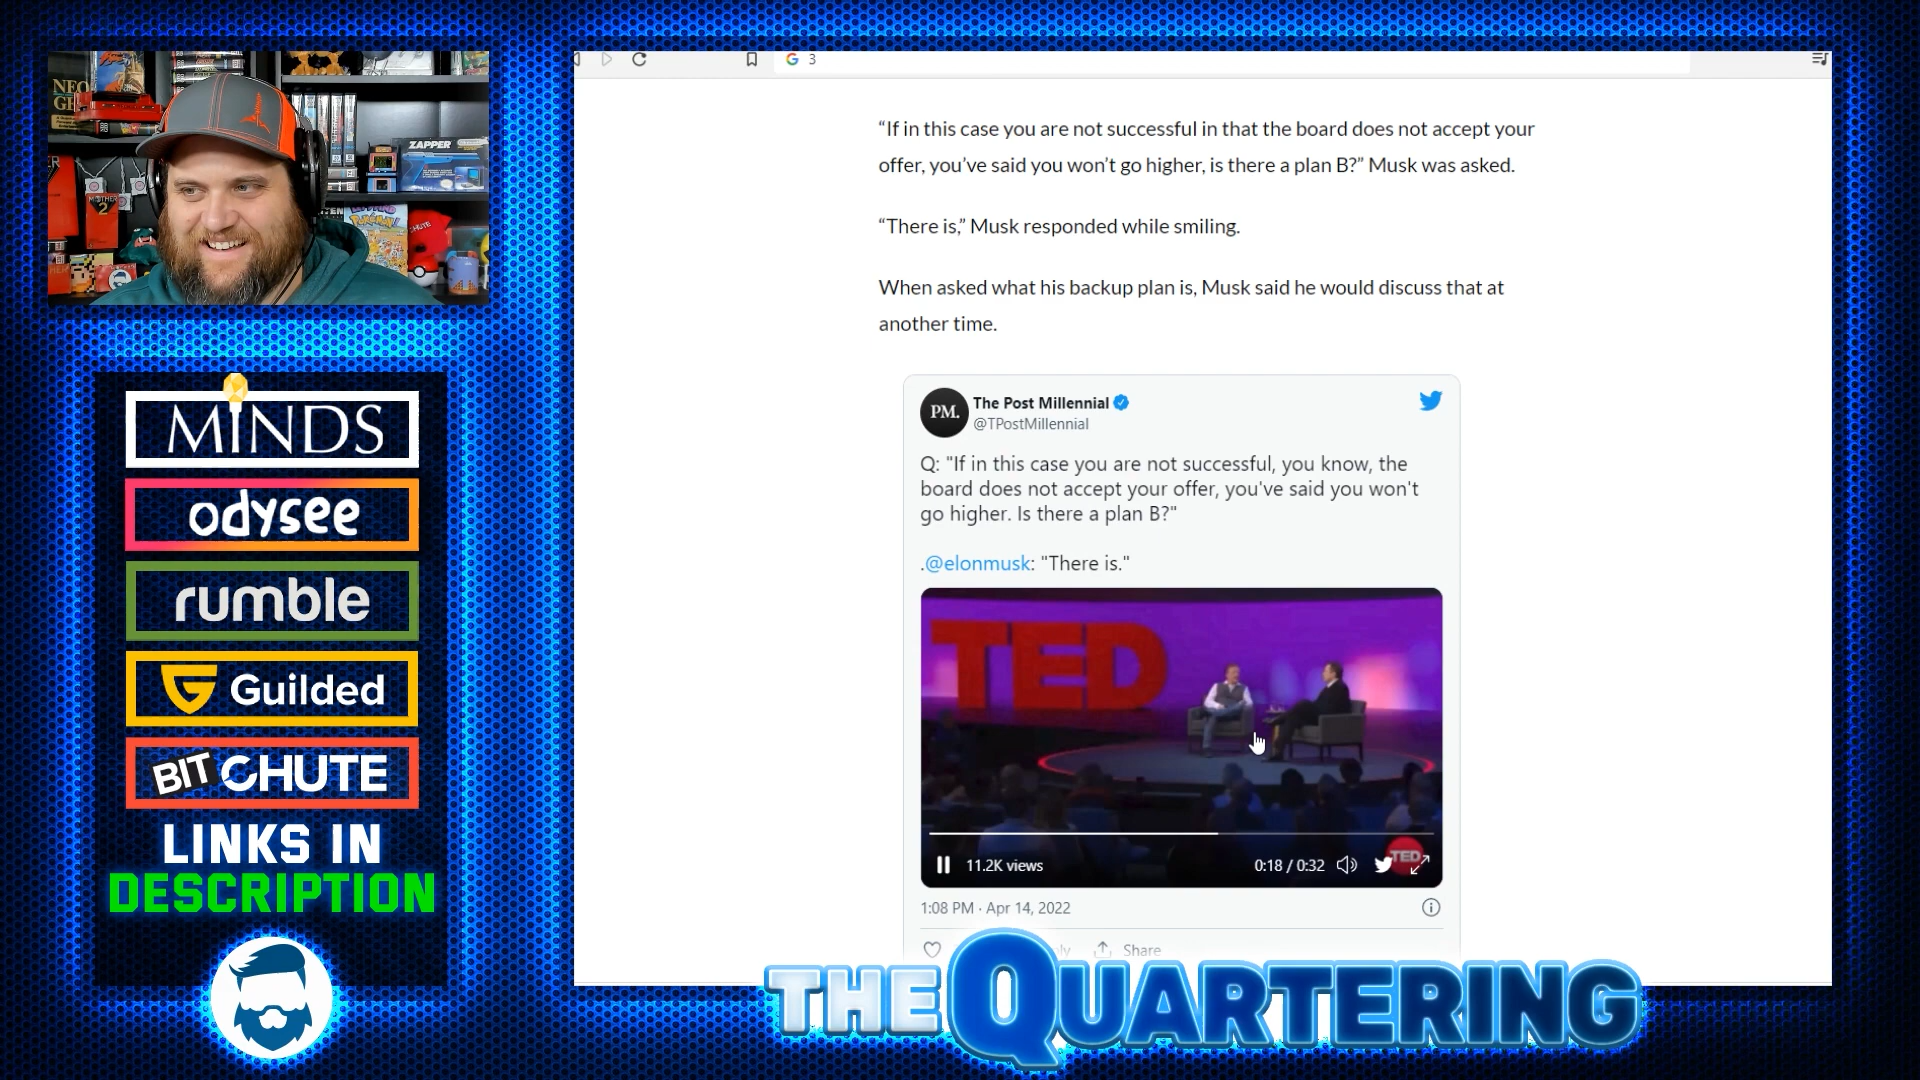 NEO
GE
ZAPPER
MOTHER
2
CHUTE
MINDS
odysee
rumble
Guilded
BITCHUTE
LINKS IN
DESCRIPTION
3
“If in this case you are not successful in that the board does not accept your
offer, you’ve said you won’t go higher, is there a plan B?” Musk was asked.
“There is,” Musk responded while smiling.
When asked what his backup plan is, Musk said he would discuss that at
another time.
PM.
The Post Millennial
@TPostMillennial
Q: "If in this case you are not successful, you know, the
board does not accept your offer, you've said you won't
go higher. Is there a plan B?"
.@elonmusk: "There is."
TED
11.2K views
0:18 / 0:32
TED
1:08 PM · Apr 14, 2022
Share
THE QUARTERING